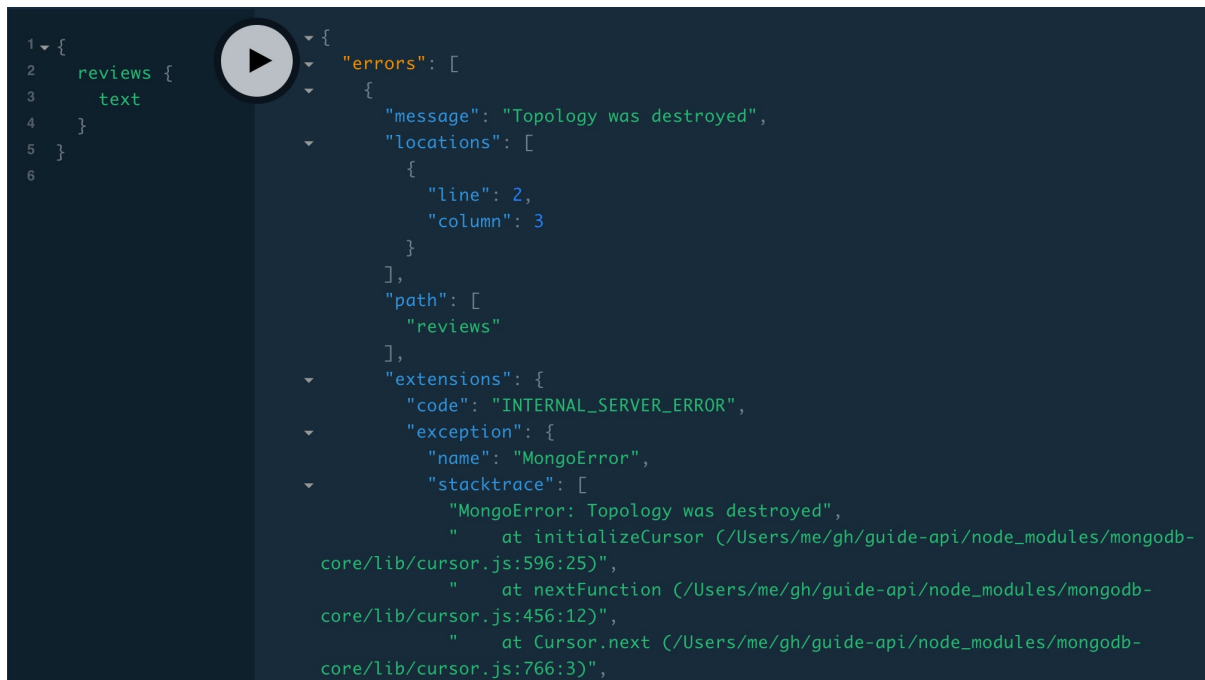 1 {
2 reviews {
3 text
4 }
5 }
6
{
"errors": [
{
"message": "Topology was destroyed",
"locations": [
{
"line": 2,
"column": 3
}
],
"path": [
"reviews"
],
"extensions": {
"code": "INTERNAL_SERVER_ERROR",
"exception": {
"name": "MongoError",
"stacktrace": [
"MongoError: Topology was destroyed",
"    at initializeCursor (/Users/me/gh/guide-api/node_modules/mongodb-
core/lib/cursor.js:596:25)",
"    at nextFunction (/Users/me/gh/guide-api/node_modules/mongodb-
core/lib/cursor.js:456:12)",
"    at Cursor.next (/Users/me/gh/guide-api/node_modules/mongodb-
core/lib/cursor.js:766:3)",